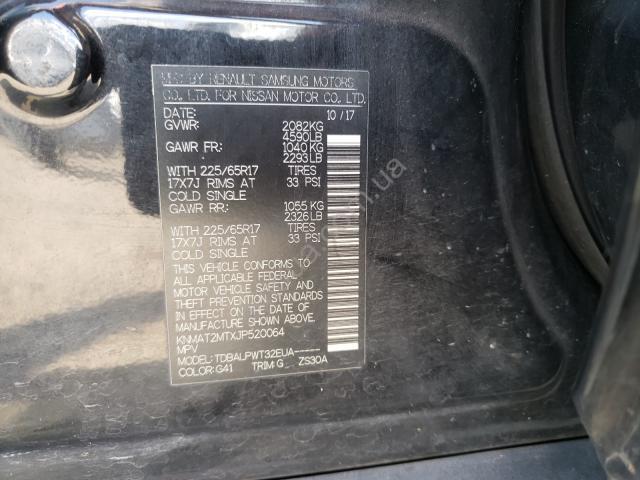 MFD BY RENAULT SAMSUNG MOTORS
CO., LTD. FOR NISSAN MOTOR CO., LTD.
DATE: 10/17
GVWR: 2082KG
4590LB
GAWR FR: 1040 KG
2293LB
WITH 225/65R17 TIRES
17X7J RIMS AT 33 PSI
COLD SINGLE
GAWR RR: 1055 KG
2326LB
WITH 225/65R17 TIRES
17X7J RIMS AT 33 PSI
COLD SINGLE
THIS VEHICLE CONFORMS TO
ALL APPLICABLE FEDERAL
MOTOR VEHICLE SAFETY AND
THEFT PREVENTION STANDARDS
IN EFFECT ON THE DATE OF
MANUFACTURE SHOWN ABOVE.
KNMAT2MTXJP520064
MPV
MODEL: TDBALPWT32EUA-----
COLOR: G41 TRIM: G ZS30A